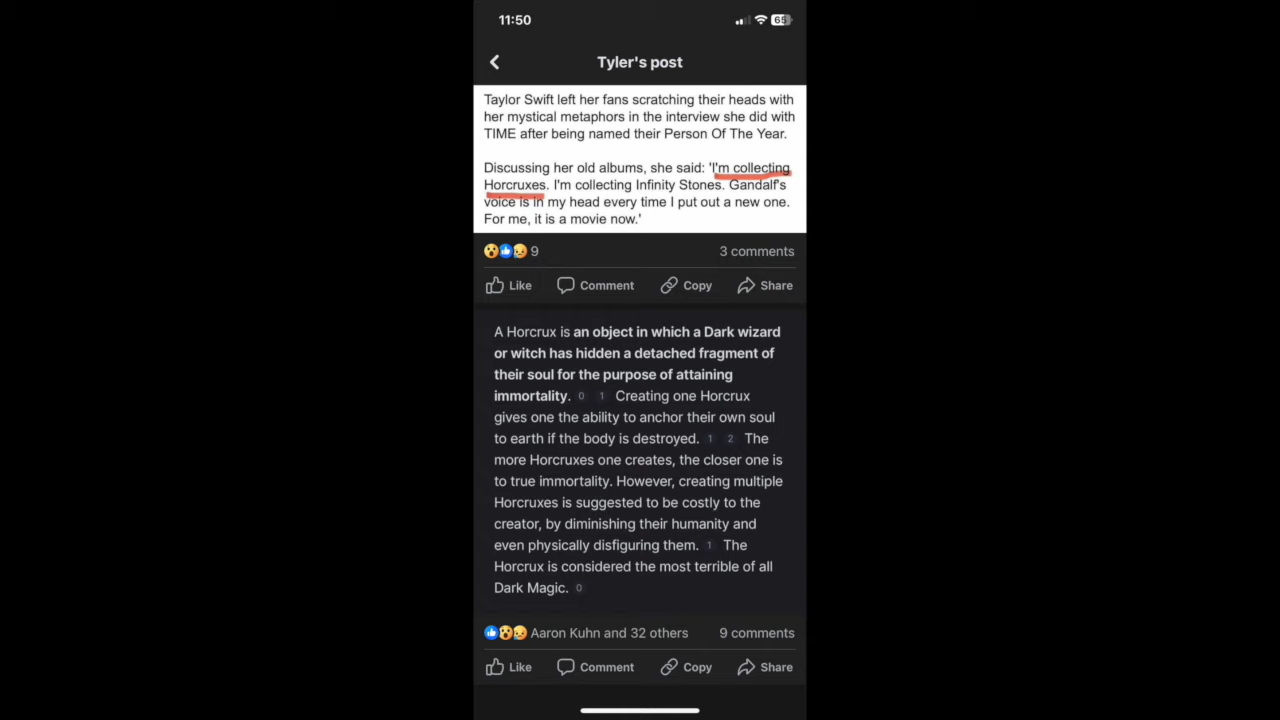 11:50
65
Tyler's post
Taylor Swift left her fans scratching their heads with
her mystical metaphors in the interview she did with
TIME after being named their Person Of The Year.
Discussing her old albums, she said: 'I'm collecting
Horcruxes. I'm collecting Infinity Stones. Gandalf's
voice is in my head every time I put out a new one.
For me, it is a movie now.'
9 3 comments
Like Comment Copy Share
A Horcrux is an object in which a Dark wizard
or witch has hidden a detached fragment of
their soul for the purpose of attaining
immortality. 0 1 Creating one Horcrux
gives one the ability to anchor their own soul
to earth if the body is destroyed. 1 2 The
more Horcruxes one creates, the closer one is
to true immortality. However, creating multiple
Horcruxes is suggested to be costly to the
creator, by diminishing their humanity and
even physically disfiguring them. 1 The
Horcrux is considered the most terrible of all
Dark Magic. 0
Aaron Kuhn and 32 others 9 comments
Like Comment Copy Share